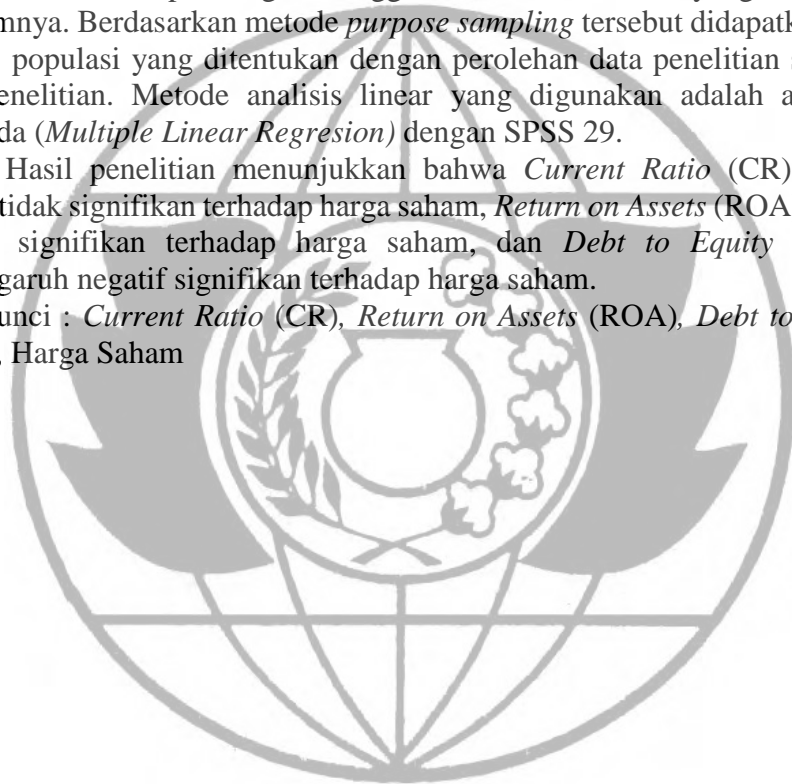 yang
mnya. Berdasarkan metode purpose sampling tersebut didapatk
populasi yang ditentukan dengan perolehan data penelitian s
enelitian. Metode analisis linear yang digunakan adalah a
da (Multiple Linear Regresion) dengan SPSS 29.
Hasil penelitian menunjukkan bahwa Current Ratio (CR)
tidak signifikan terhadap harga saham, Return on Assets (ROA
signifikan terhadap harga saham, dan Debt to Equity
garuh negatif signifikan terhadap harga saham.
unci : Current Ratio (CR), Return on Assets (ROA), Debt to
, Harga Saham